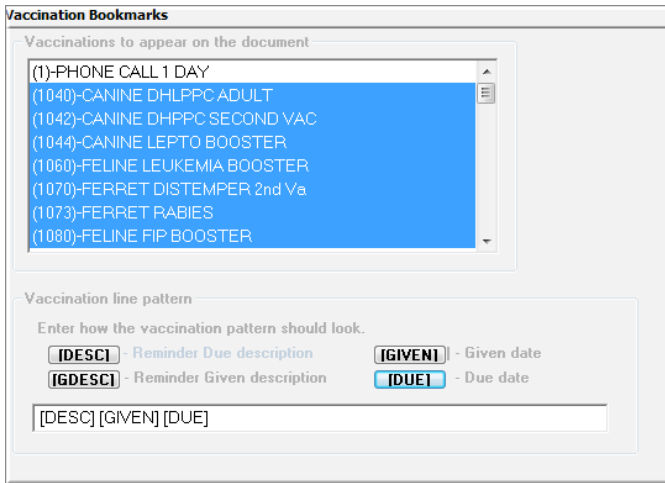 Vaccination Bookmarks
Vaccinations to appear on the document
(1)-PHONE CALL 1 DAY
(1040)-CANINE DHLPPC ADULT
(1042)-CANINE DHPPC SECOND VAC
(1044)-CANINE LEPTO BOOSTER
(1060)-FELINE LEUKEMIA BOOSTER
(1070)-FERRET DISTEMPER 2nd Va
(1073)-FERRET RABIES
(1080)-FELINE FIP BOOSTER
Vaccination line pattern
Enter how the vaccination pattern should look.
[DESC] - Reminder Due description [GIVEN] - Given date
[GDESC] - Reminder Given description [DUE] - Due date
[DESC] [GIVEN] [DUE]